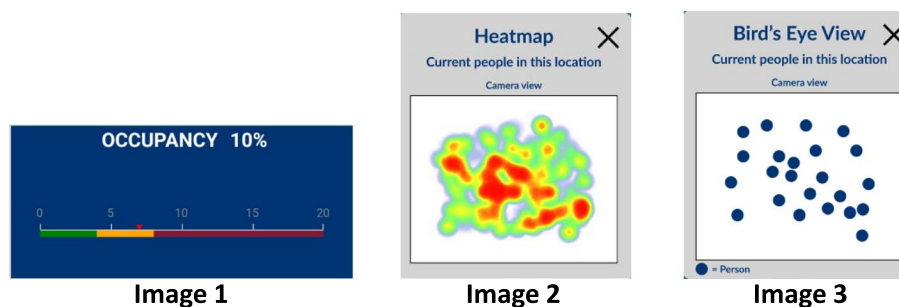 OCCUPANCY 10%
0 5 10 15 20
Image 1
Heatmap
Current people in this location
Camera view
Image 2
Bird's Eye View
Current people in this location
Camera view
= Person
Image 3